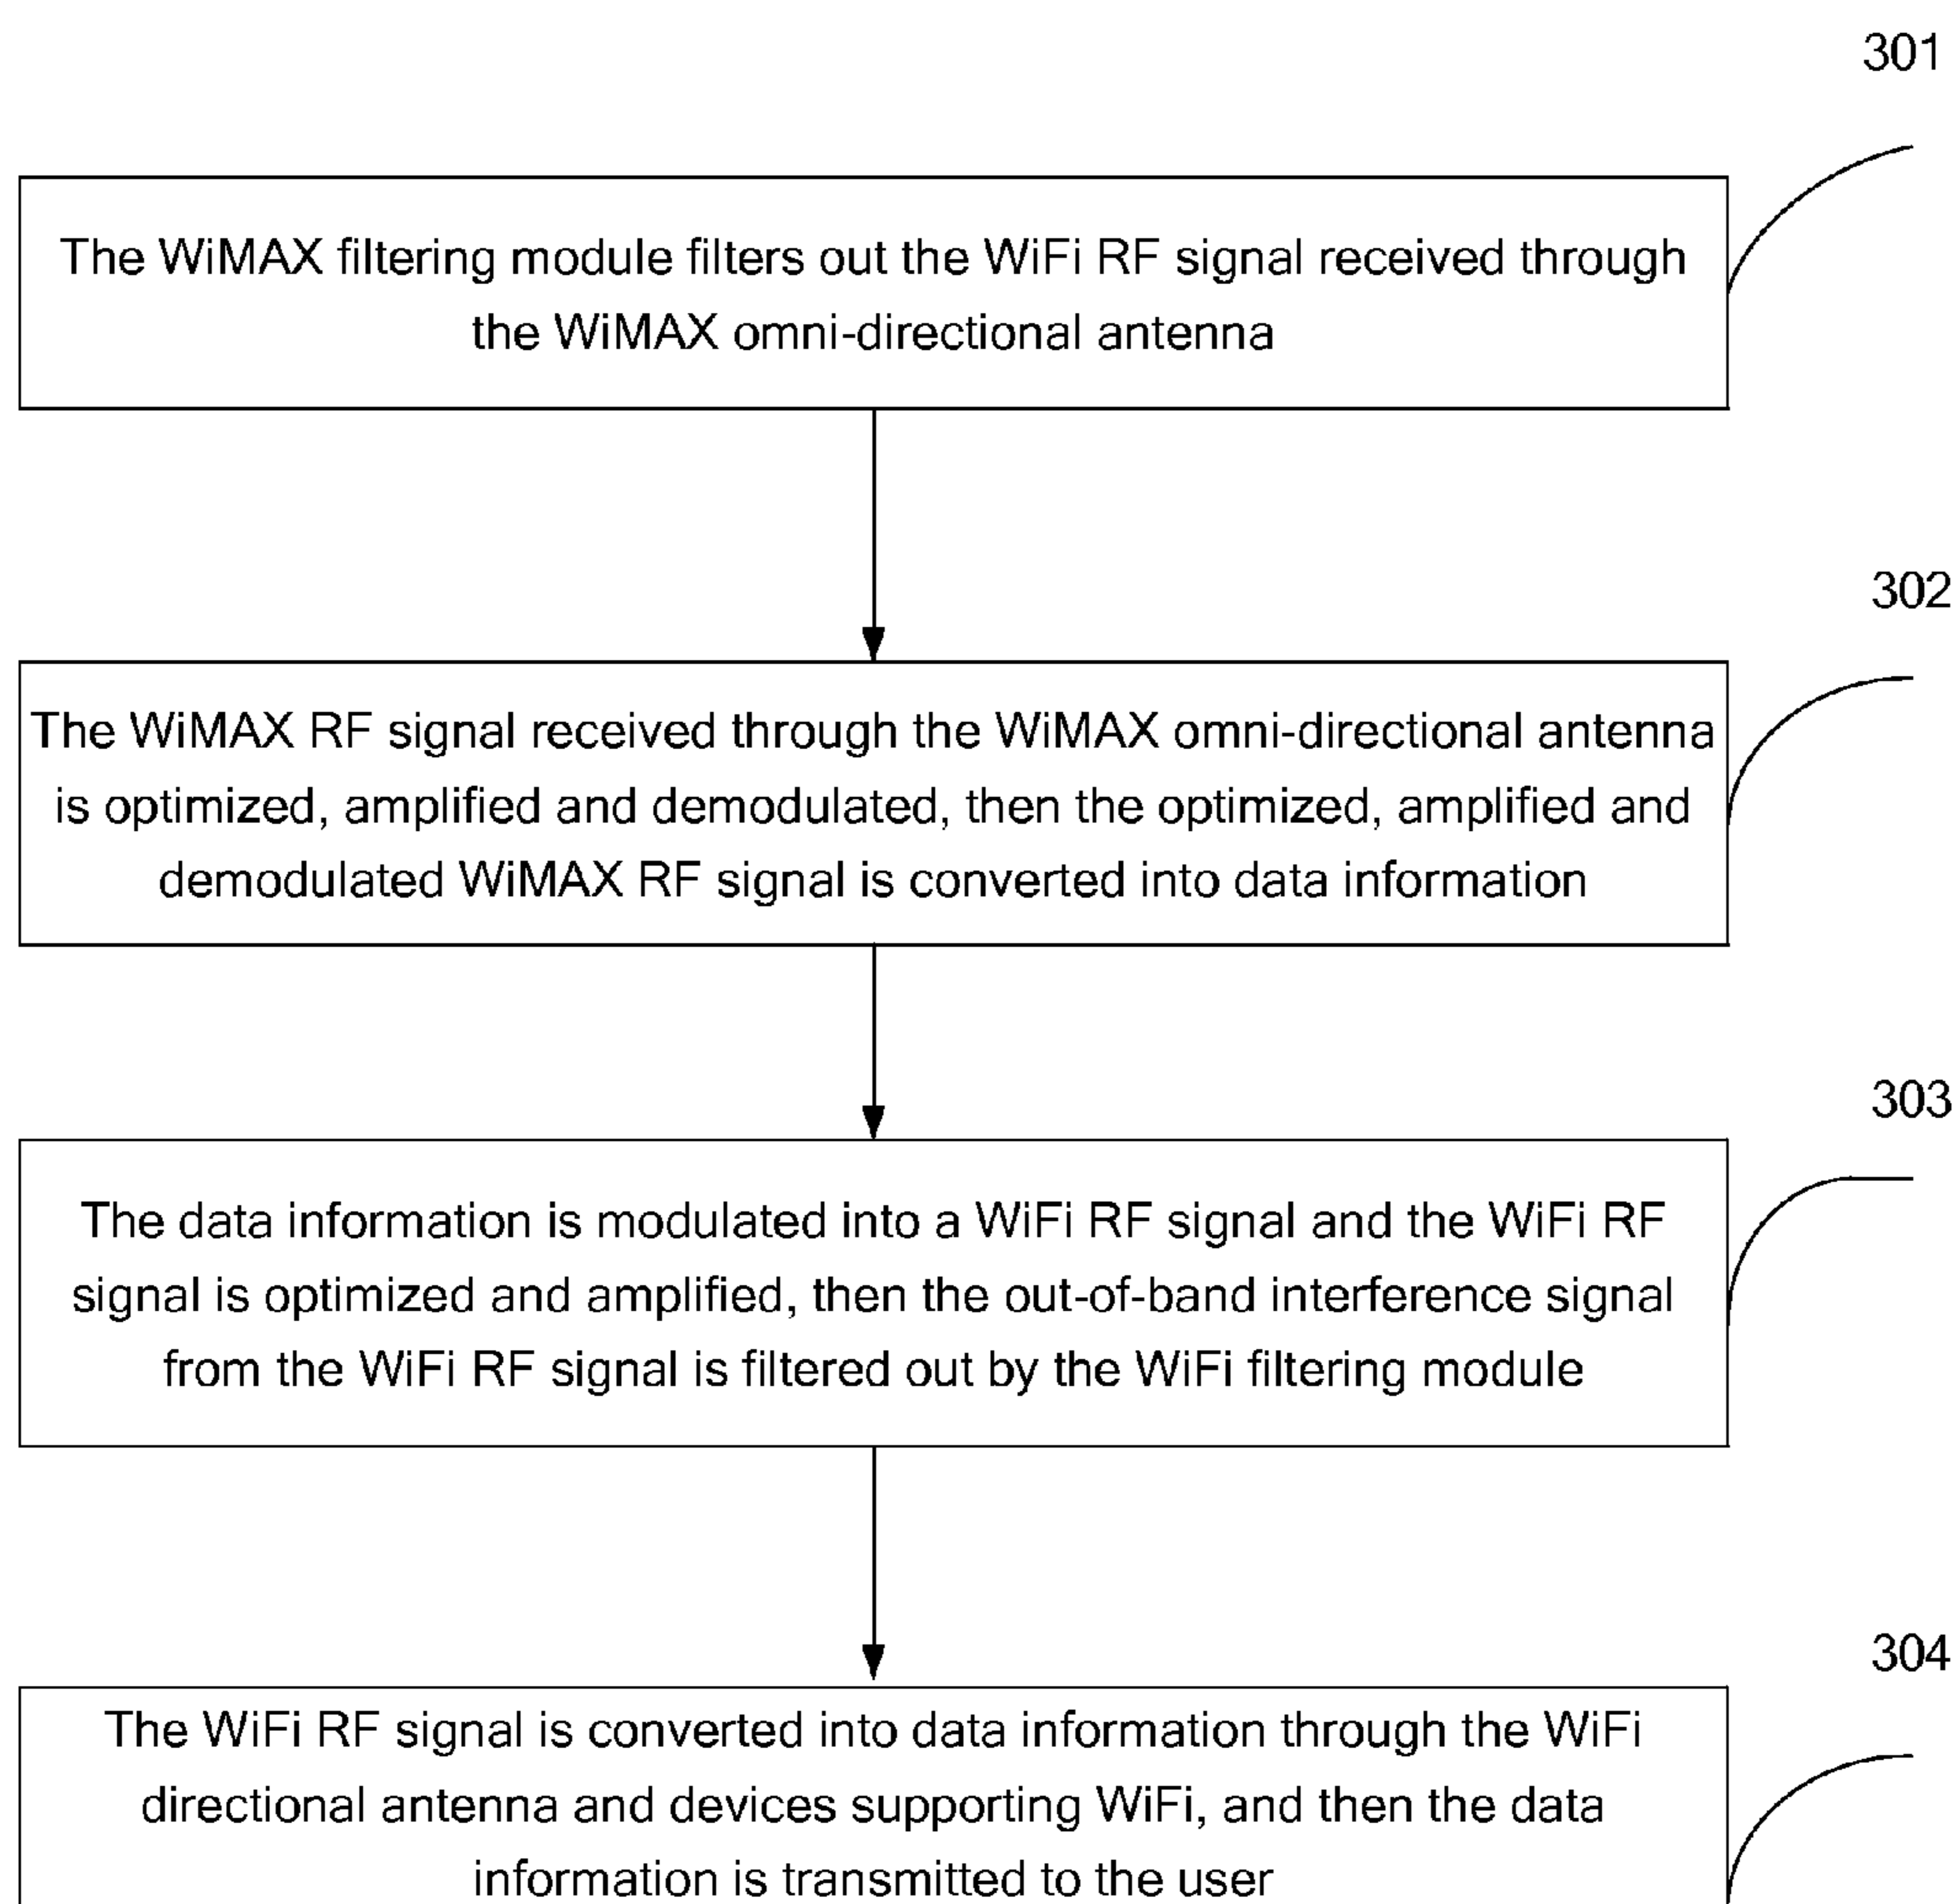 301
The WiMAX filtering module filters out the WiFi RF signal received through
the WiMAX omni-directional antenna
302
The WiMAX RF signal received through the WiMAX omni-directional antenna
is optimized, amplified and demodulated, then the optimized, amplified and
demodulated WiMAX RF signal is converted into data information
303
The data information is modulated into a WiFi RF signal and the WiFi RF
signal is optimized and amplified, then the out-of-band interference signal
from the WiFi RF signal is filtered out by the WiFi filtering module
304
The WiFi RF signal is converted into data information through the WiFi
directional antenna and devices supporting WiFi, and then the data
information is transmitted to the user